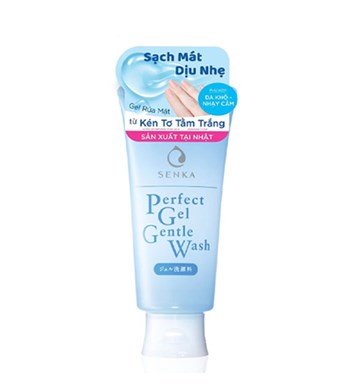 Sạch Mát
Dịu Nhẹ
Gel Rửa Mặt
DA KHÔ -
NHẠY CẢM
từ Kén Tơ Tằm Trắng
SẢN XUẤT TẠI NHẬT
SENKA
Perfect
Gel
Gentle
Wash
ジェル洗顔料